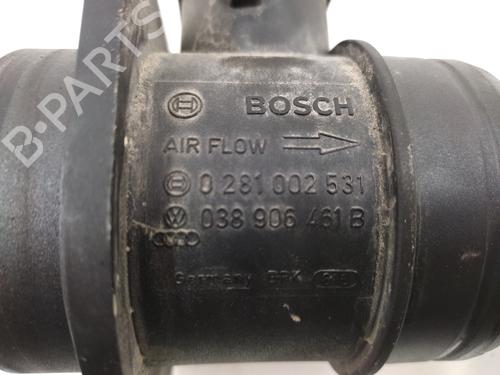 BOSCH
AIR FLOW
0 281 002 531
038 906 461 B
Germany
B-PARTS